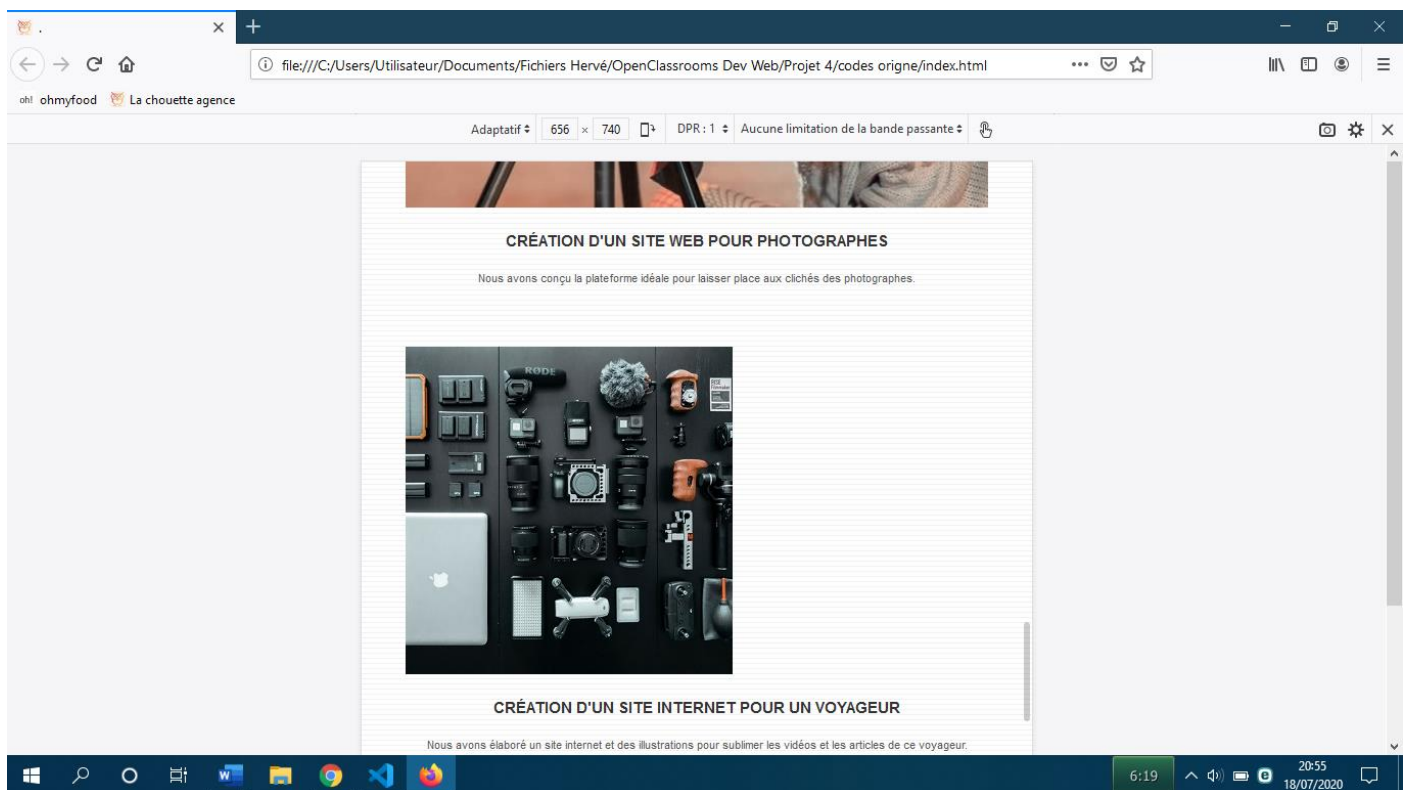 .
file:///C:/Users/Utilisateur/Documents/Fichiers Hervé/OpenClassrooms Dev Web/Projet 4/codes origne/index.html
oh! ohmyfood La chouette agence
Adaptatif 656 × 740 DPR : 1 Aucune limitation de la bande passante
CRÉATION D'UN SITE WEB POUR PHOTOGRAPHES
Nous avons conçu la plateforme idéale pour laisser place aux clichés des photographes.
RØDE
CRÉATION D'UN SITE INTERNET POUR UN VOYAGEUR
Nous avons élaboré un site internet et des illustrations pour sublimer les vidéos et les articles de ce voyageur.
6:19
20:55
18/07/2020